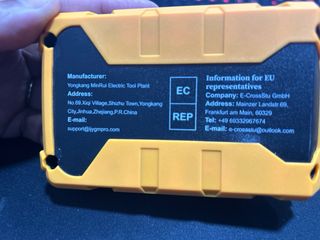 Manufacturer:
Yongkang MinRui Electric Tool Plant
Address:
No.69,Xiqi Village,Shizhu Town,Yongkang
City,Jinhua,Zhejiang,P.R.China
E-mail:
support@jygmpro.com
EC
REP
Information for EU
representatives
Company: E-CrossStu GmbH
Address: Mainzer Landstr 69,
Frankfurt am Main, 60329
Tel: +49 69332967674
E-mail: e-crosstu@outlook.com